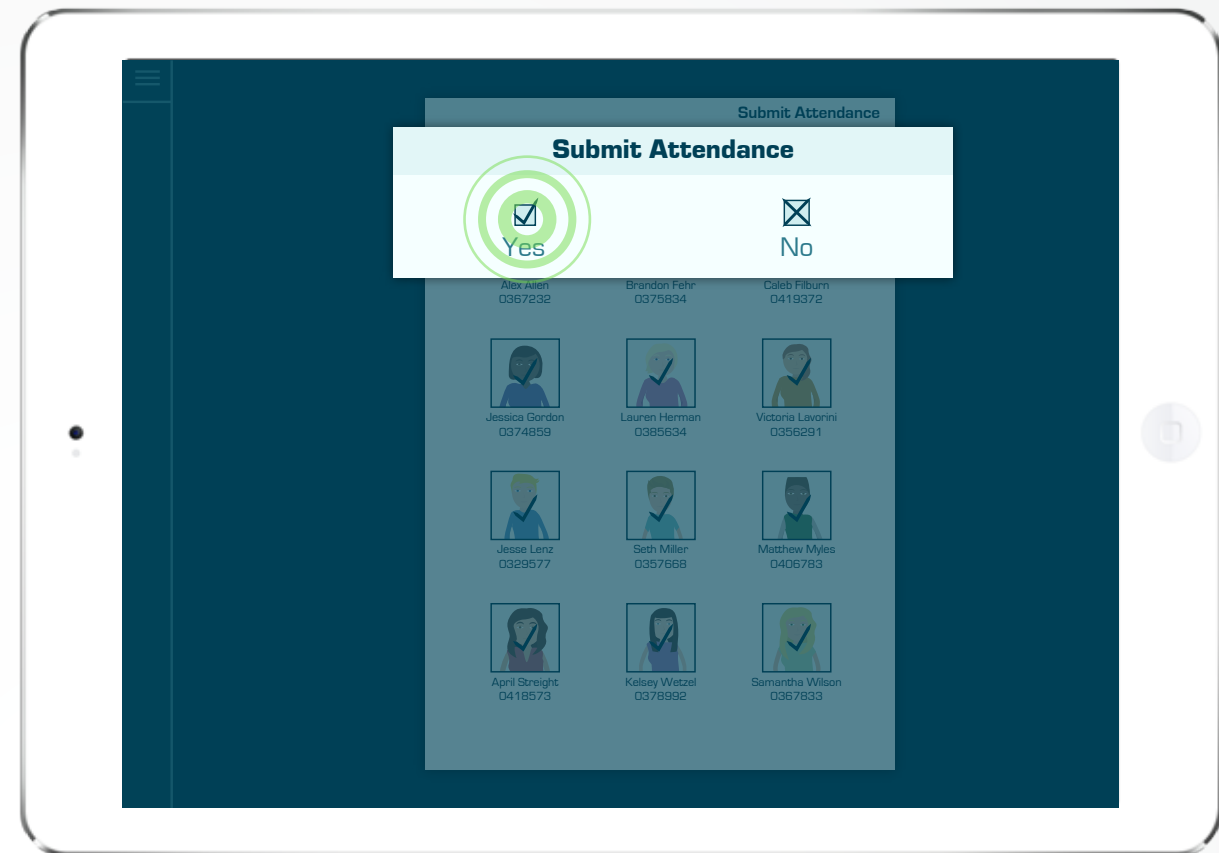 Submit Attendance
Submit Attendance
Yes
No
Alex Allen
Brandon Fehr
Caleb Filburn
0367232
0375834
0419372
Jessica Gordon
Lauren Herman
Victoria Lavorini
0374859
0385634
0356291
Jesse Lenz
Seth Miller
Matthew Myles
0329577
0357668
0406783
April Streight
Kelsey Wetzel
Samantha Wilson
0418573
0378992
0367833